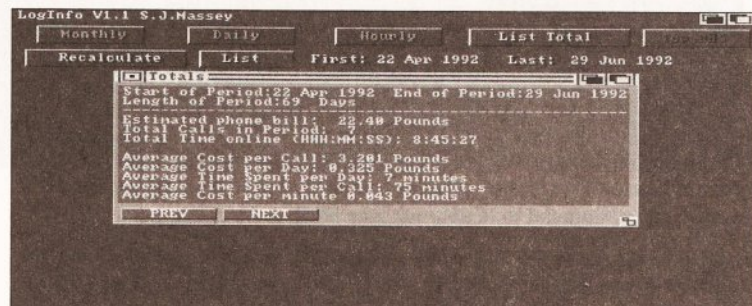 LogInfo V1.1 S.J.Massey
Monthly Daily Hourly List Total
Recalculate List First: 22 Apr 1992 Last: 29 Jun 1992
Totals
Start of Period:22 Apr 1992 End of Period:29 Jun 1992
Length of Period:69 Days
Estimated phone bill: 22.40 Pounds
Total Calls in Period: 7
Total Time online (HHH:MM:SS): 8:45:27
Average Cost per Call: 3.201 Pounds
Average Cost per Day: 0.325 Pounds
Average Time Spent per Day: 7 minutes
Average Time Spent per Call: 75 minutes
Average Cost per minute 0.043 Pounds
PREV NEXT